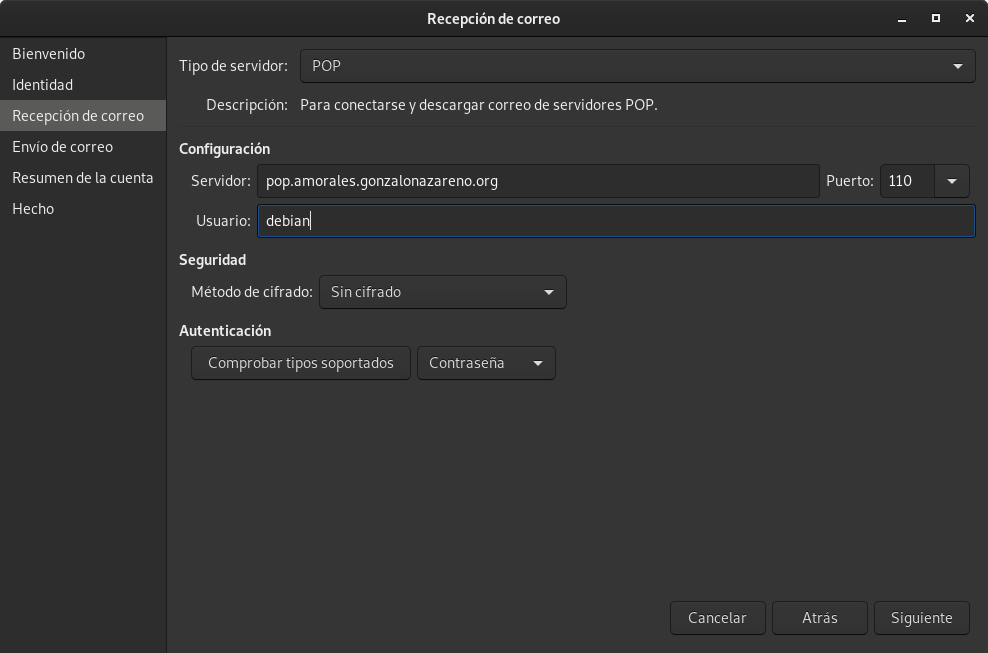 Recepción de correo
Bienvenido
Identidad
Recepción de correo
Envío de correo
Resumen de la cuenta
Hecho
Tipo de servidor: POP
Descripción: Para conectarse y descargar correo de servidores POP.
Configuración
Servidor: pop.amorales.gonzalonazareno.org Puerto: 110
Usuario: debian
Seguridad
Método de cifrado: Sin cifrado
Autenticación
Comprobar tipos soportados Contraseña
Cancelar Atrás Siguiente